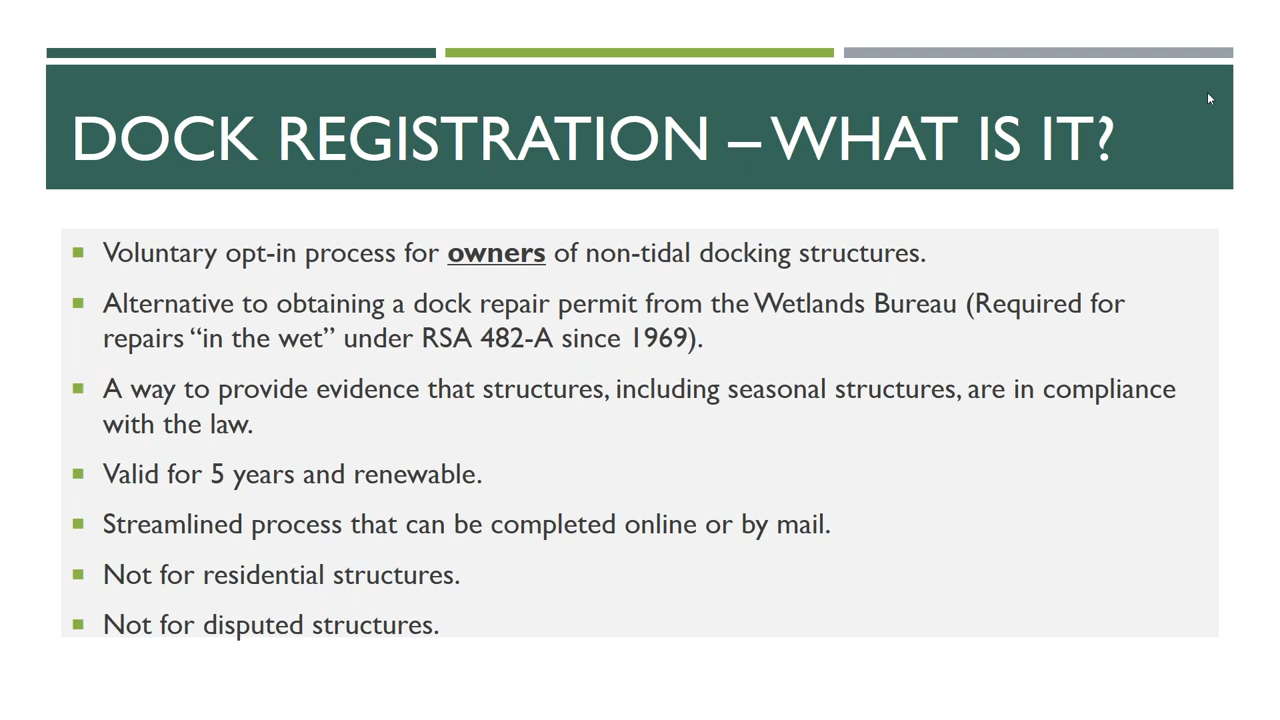 DOCK REGISTRATION – WHAT IS IT?
Voluntary opt-in process for owners of non-tidal docking structures.
Alternative to obtaining a dock repair permit from the Wetlands Bureau (Required for
repairs “in the wet” under RSA 482-A since 1969).
A way to provide evidence that structures, including seasonal structures, are in compliance
with the law.
Valid for 5 years and renewable.
Streamlined process that can be completed online or by mail.
Not for residential structures.
Not for disputed structures.